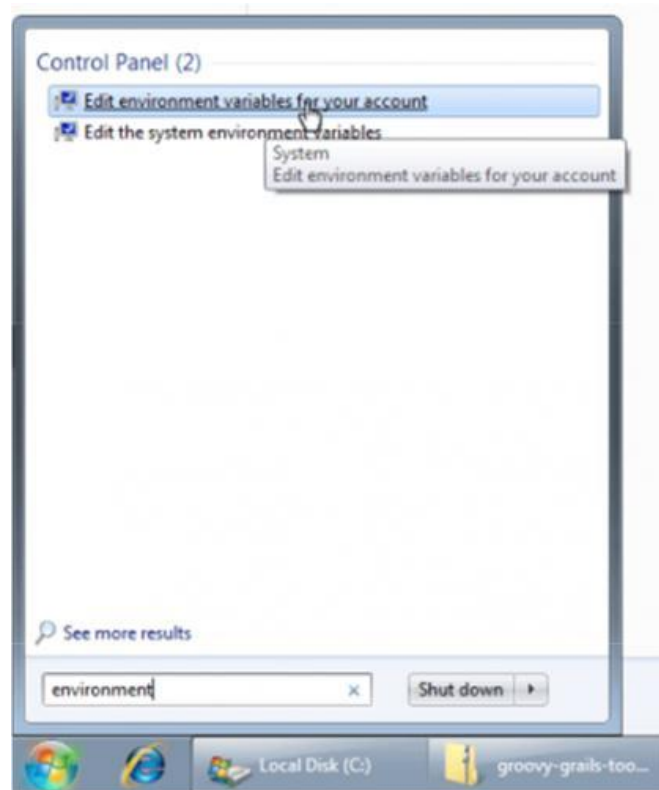 Control Panel (2)
Edit environment variables for your account
Edit the system environment variables
System
Edit environment variables for your account
See more results
environment
Shut down
Local Disk (C:)
groovy-grails-too...